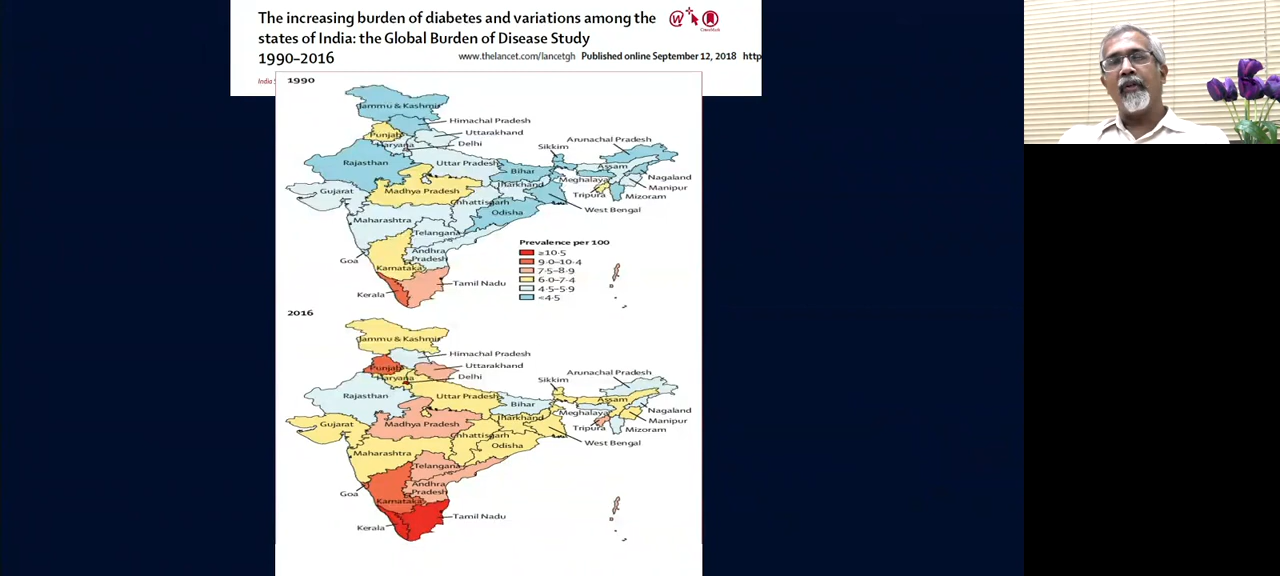 The increasing burden of diabetes and variations among the
states of India: the Global Burden of Disease Study
1990–2016
www.thelancet.com/lancetgh Published online September 12, 2018 http
India
1990
Jammu & Kashmir
Himachal Pradesh
Punjab
Uttarakhand
Haryana
Delhi
Arunachal Pradesh
Sikkim
Rajasthan
Uttar Pradesh
Bihar
Assam
Nagaland
Meghalaya
Manipur
Gujarat
Madhya Pradesh
Jharkhand
Tripura
Mizoram
Chhattisgarh
West Bengal
Maharashtra
Odisha
Telangana
Goa
Andhra
Pradesh
Karnataka
Kerala
Tamil Nadu
Prevalence per 100
≥10·5
9·0–10·4
7·5–8·9
6·0–7·4
4·5–5·9
<4·5
2016
Jammu & Kashmir
Himachal Pradesh
Punjab
Uttarakhand
Haryana
Delhi
Arunachal Pradesh
Sikkim
Rajasthan
Uttar Pradesh
Bihar
Assam
Nagaland
Meghalaya
Manipur
Gujarat
Madhya Pradesh
Jharkhand
Tripura
Mizoram
Chhattisgarh
West Bengal
Maharashtra
Odisha
Telangana
Goa
Andhra
Pradesh
Karnataka
Kerala
Tamil Nadu